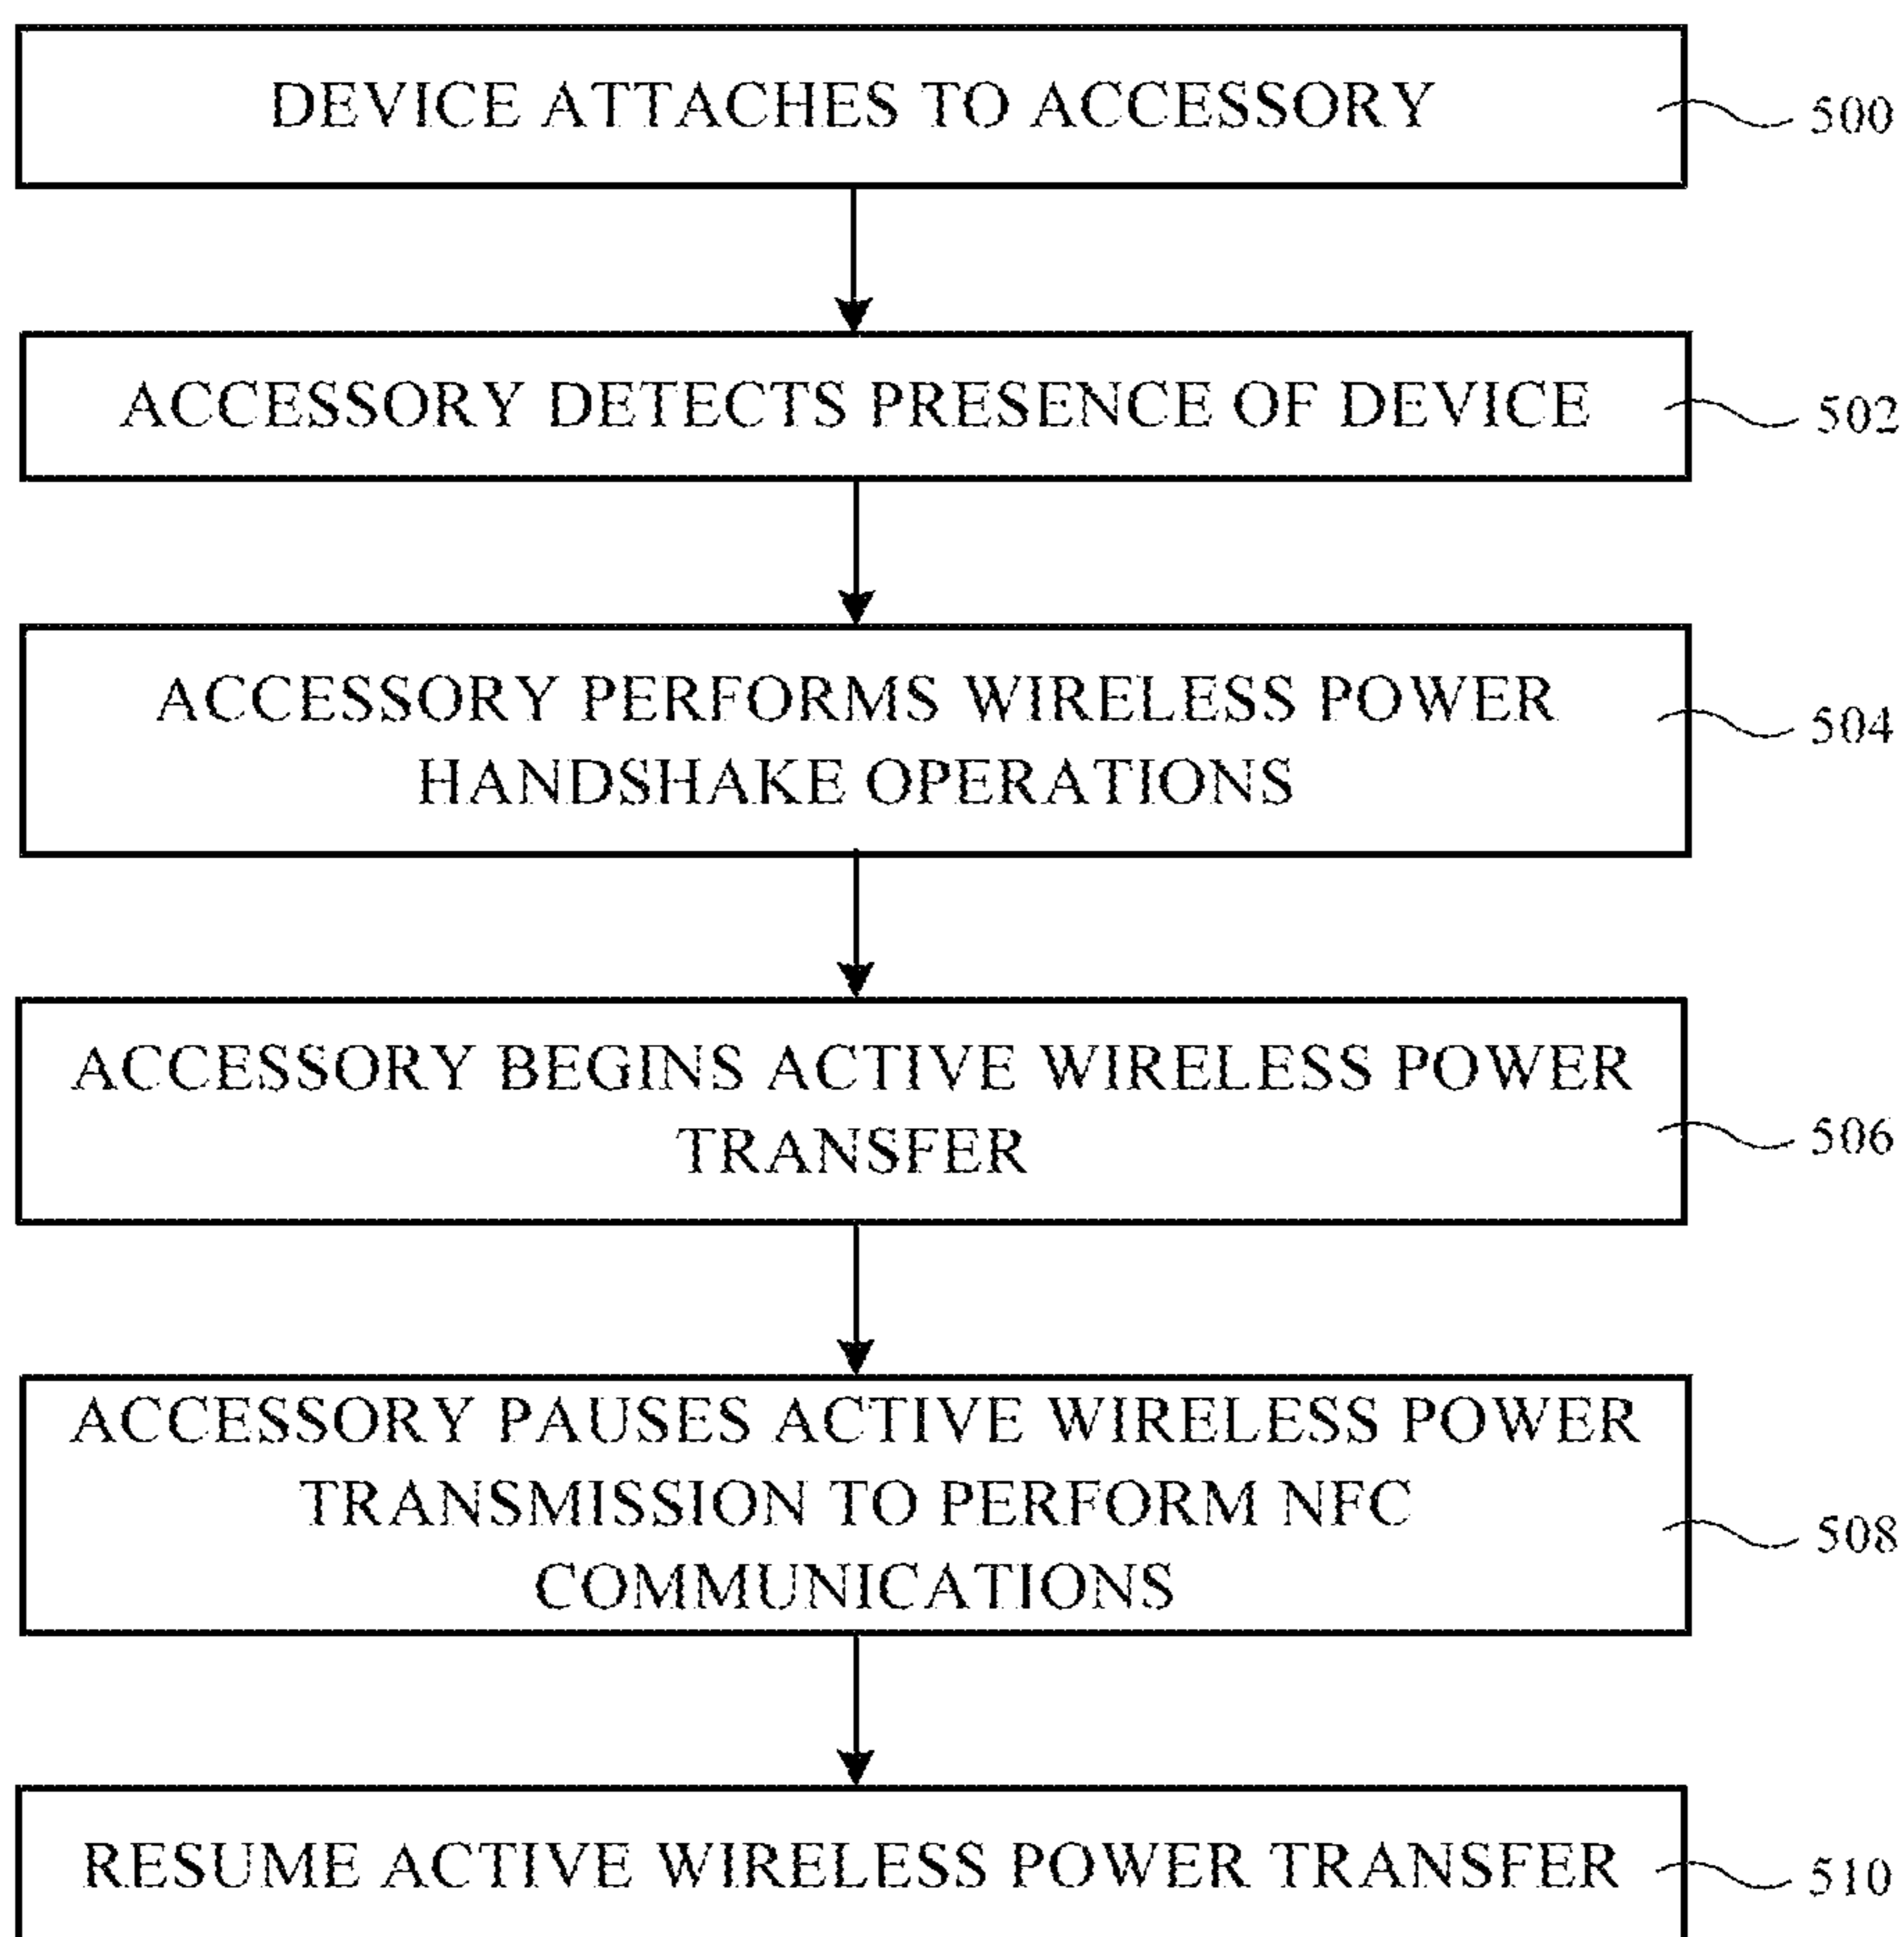 DEVICE ATTACHES TO ACCESSORY
500
ACCESSORY DETECTS PRESENCE OF DEVICE
502
ACCESSORY PERFORMS WIRELESS POWER
HANDSHAKE OPERATIONS
504
ACCESSORY BEGINS ACTIVE WIRELESS POWER
TRANSFER
506
ACCESSORY PAUSES ACTIVE WIRELESS POWER
TRANSMISSION TO PERFORM NFC
COMMUNICATIONS
508
RESUME ACTIVE WIRELESS POWER TRANSFER
510